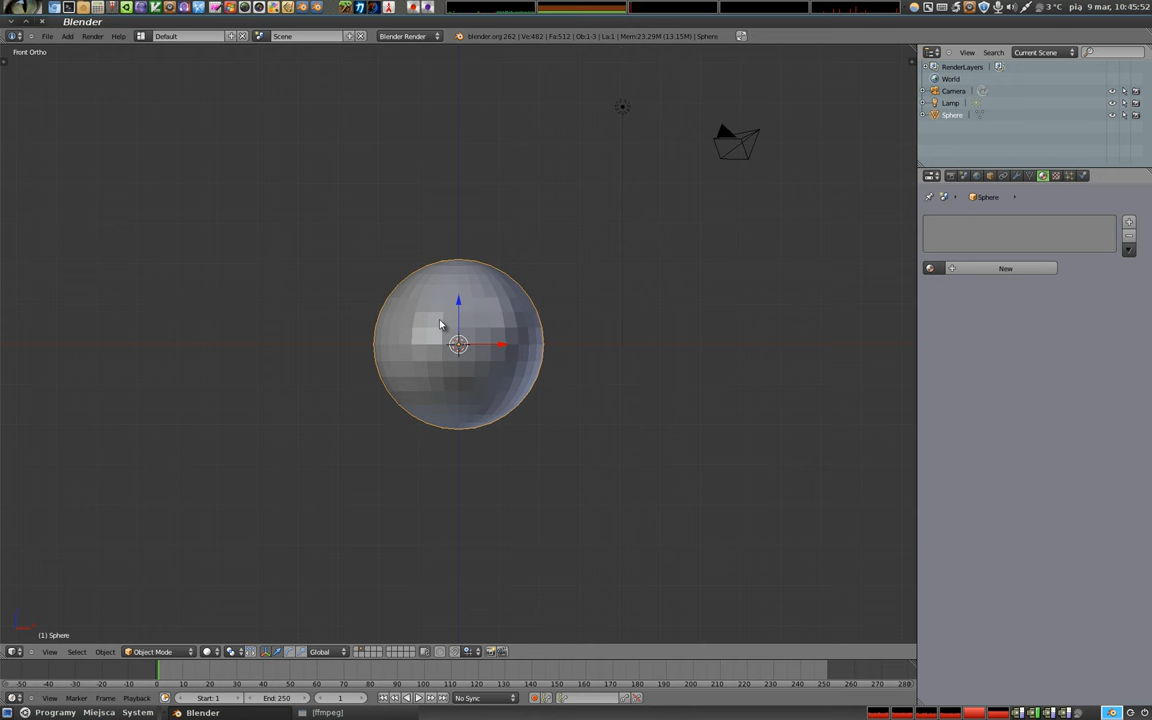 3 °C pią 9 mar, 10:45:52
Blender
File Add Render Help Default Scene Blender Render blender.org 262 | Ve:482 | Fa:512 | Ob:1-3 | La:1 | Mem:23.29M (13.15M) | Sphere
View Search Current Scene
Front Ortho
RenderLayers
World
Camera
Lamp
Sphere
Sphere
New
(1) Sphere
View Select Object Object Mode Global
-50 -40 -30 -20 -10 0 10 20 30 40 50 60 70 80 90 100 110 120 130 140 150 160 170 180 190 200 210 220 230 240 250 260 270 280
View Marker Frame Playback Start: 1 End: 250 1 No Sync
Programy Miejsca System Blender [ffmpeg]